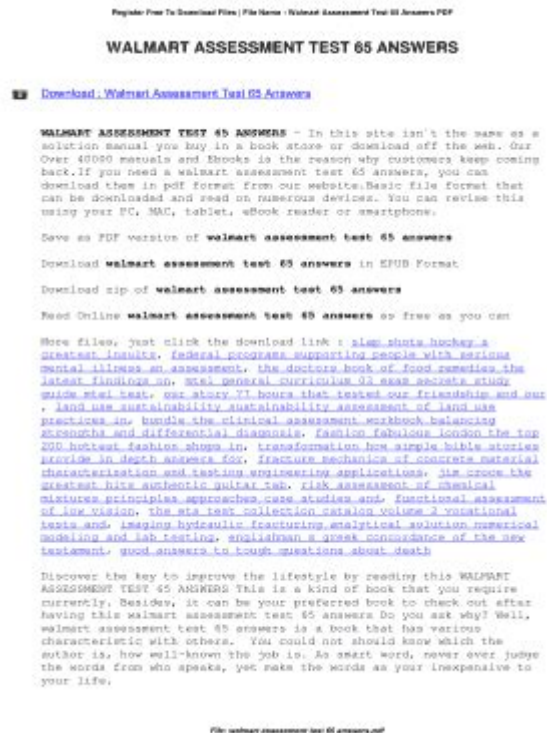 Register Free To Download Files | File Name - Walmart Assessment Test 65 Answers PDF
WALMART ASSESSMENT TEST 65 ANSWERS
Download : Walmart Assessment Test 65 Answers
WALMART ASSESSMENT TEST 65 ANSWERS - In this site isn't the same as a
solution manual you buy in a book store or download off the web. Our
Over 40000 manuals and Ebooks is the reason why customers keep coming
back.If you need a walmart assessment test 65 answers, you can
download them in pdf format from our website.Basic file format that
can be downloaded and read on numerous devices. You can revise this
using your PC, MAC, tablet, eBook reader or smartphone.
Save as PDF version of walmart assessment test 65 answers
Download walmart assessment test 65 answers in EPUB Format
Download zip of walmart assessment test 65 answers
Read Online walmart assessment test 65 answers as free as you can
More files, just click the download link : slap shots hockey s
greatest insults, federal programs supporting people with serious
mental illness an assessment, the doctors book of food remedies the
latest findings on, mtel general curriculum 03 exam secrets study
guide mtel test, our story 77 hours that tested our friendship and our
, land use sustainability sustainability assessment of land use
practices in, bundle the clinical assessment workbook balancing
strengths and differential diagnosis, fashion fabulous london the top
200 hottest fashion shops in, transformation how simple bible stories
provide in depth answers for, fracture mechanics of concrete material
characterization and testing engineering applications, jim croce the
greatest hits authentic guitar tab, risk assessment of chemical
mixtures principles approaches case studies and, functional assessment
of low vision, the ets test collection catalog volume 2 vocational
tests and, imaging hydraulic fracturing analytical solution numerical
modeling and lab testing, englishman s greek concordance of the new
testament, good answers to tough questions about death
Discover the key to improve the lifestyle by reading this WALMART
ASSESSMENT TEST 65 ANSWERS This is a kind of book that you require
currently. Besides, it can be your preferred book to check out after
having this walmart assessment test 65 answers Do you ask why? Well,
walmart assessment test 65 answers is a book that has various
characteristic with others. You could not should know which the
author is, how well-known the job is. As smart word, never ever judge
the words from who speaks, yet make the words as your inexpensive to
your life.
File: walmart assessment test 65 answers.pdf